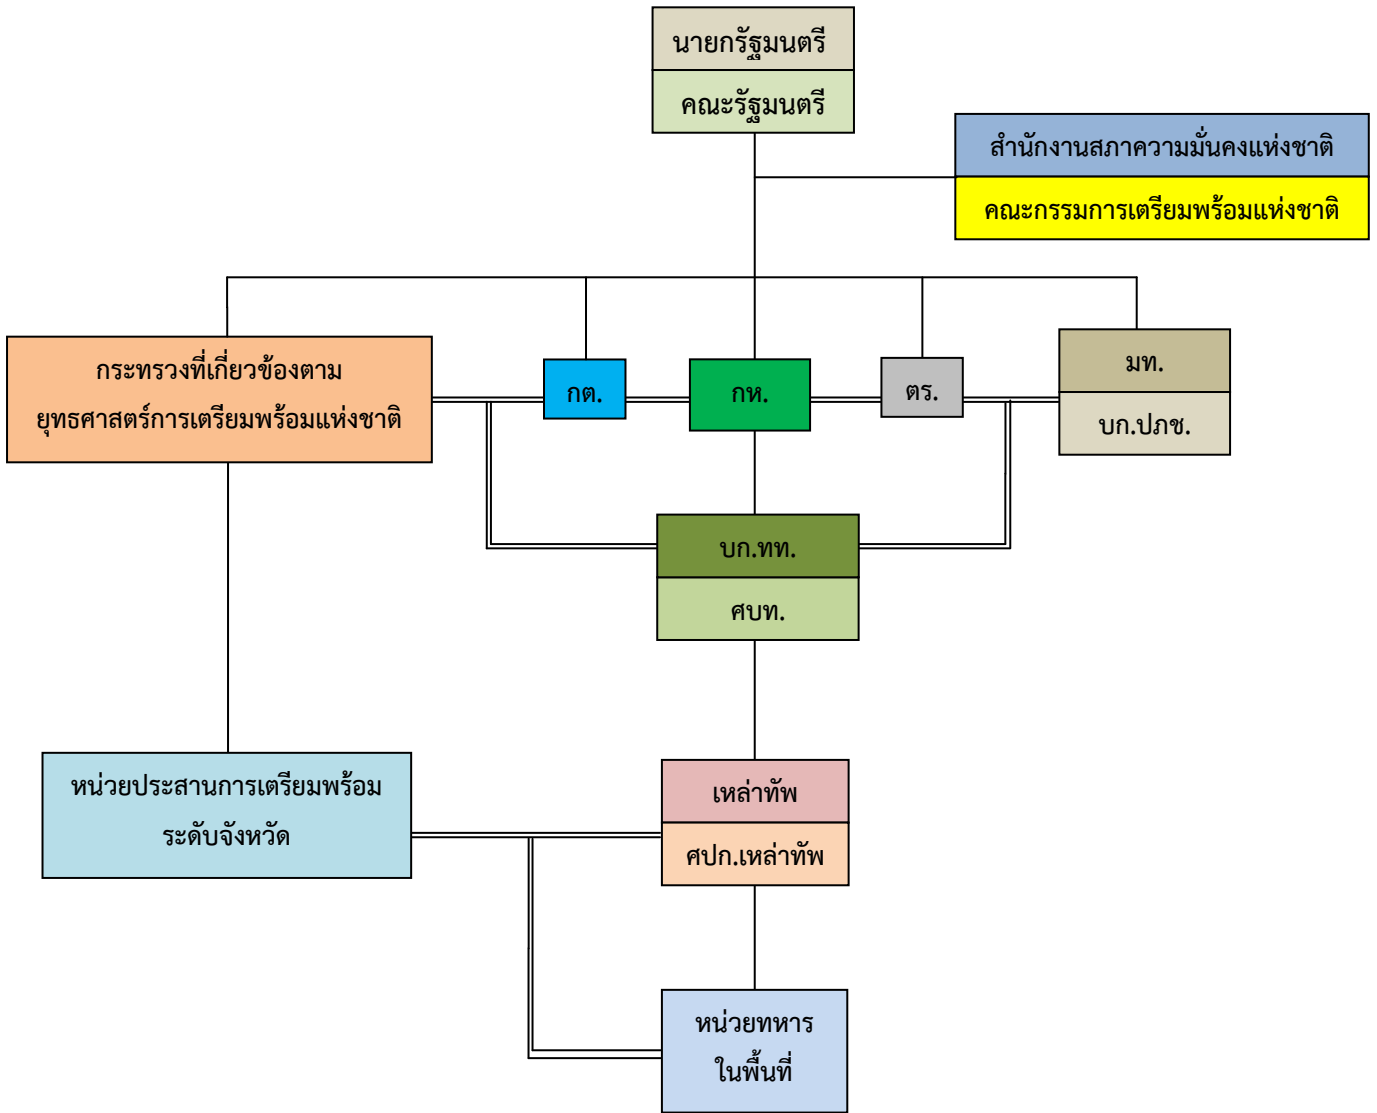 นายกรัฐมนตรี
คณะรัฐมนตรี
สำนักงานสภาความมั่นคงแห่งชาติ
คณะกรรมการเตรียมพร้อมแห่งชาติ
กระทรวงที่เกี่ยวข้องตาม
ยุทธศาสตร์การเตรียมพร้อมแห่งชาติ
กต.
กห.
ตร.
มท.
บก.ปภช.
บก.ทท.
ศบท.
หน่วยประสานการเตรียมพร้อม
ระดับจังหวัด
เหล่าทัพ
ศปก.เหล่าทัพ
หน่วยทหาร
ในพื้นที่